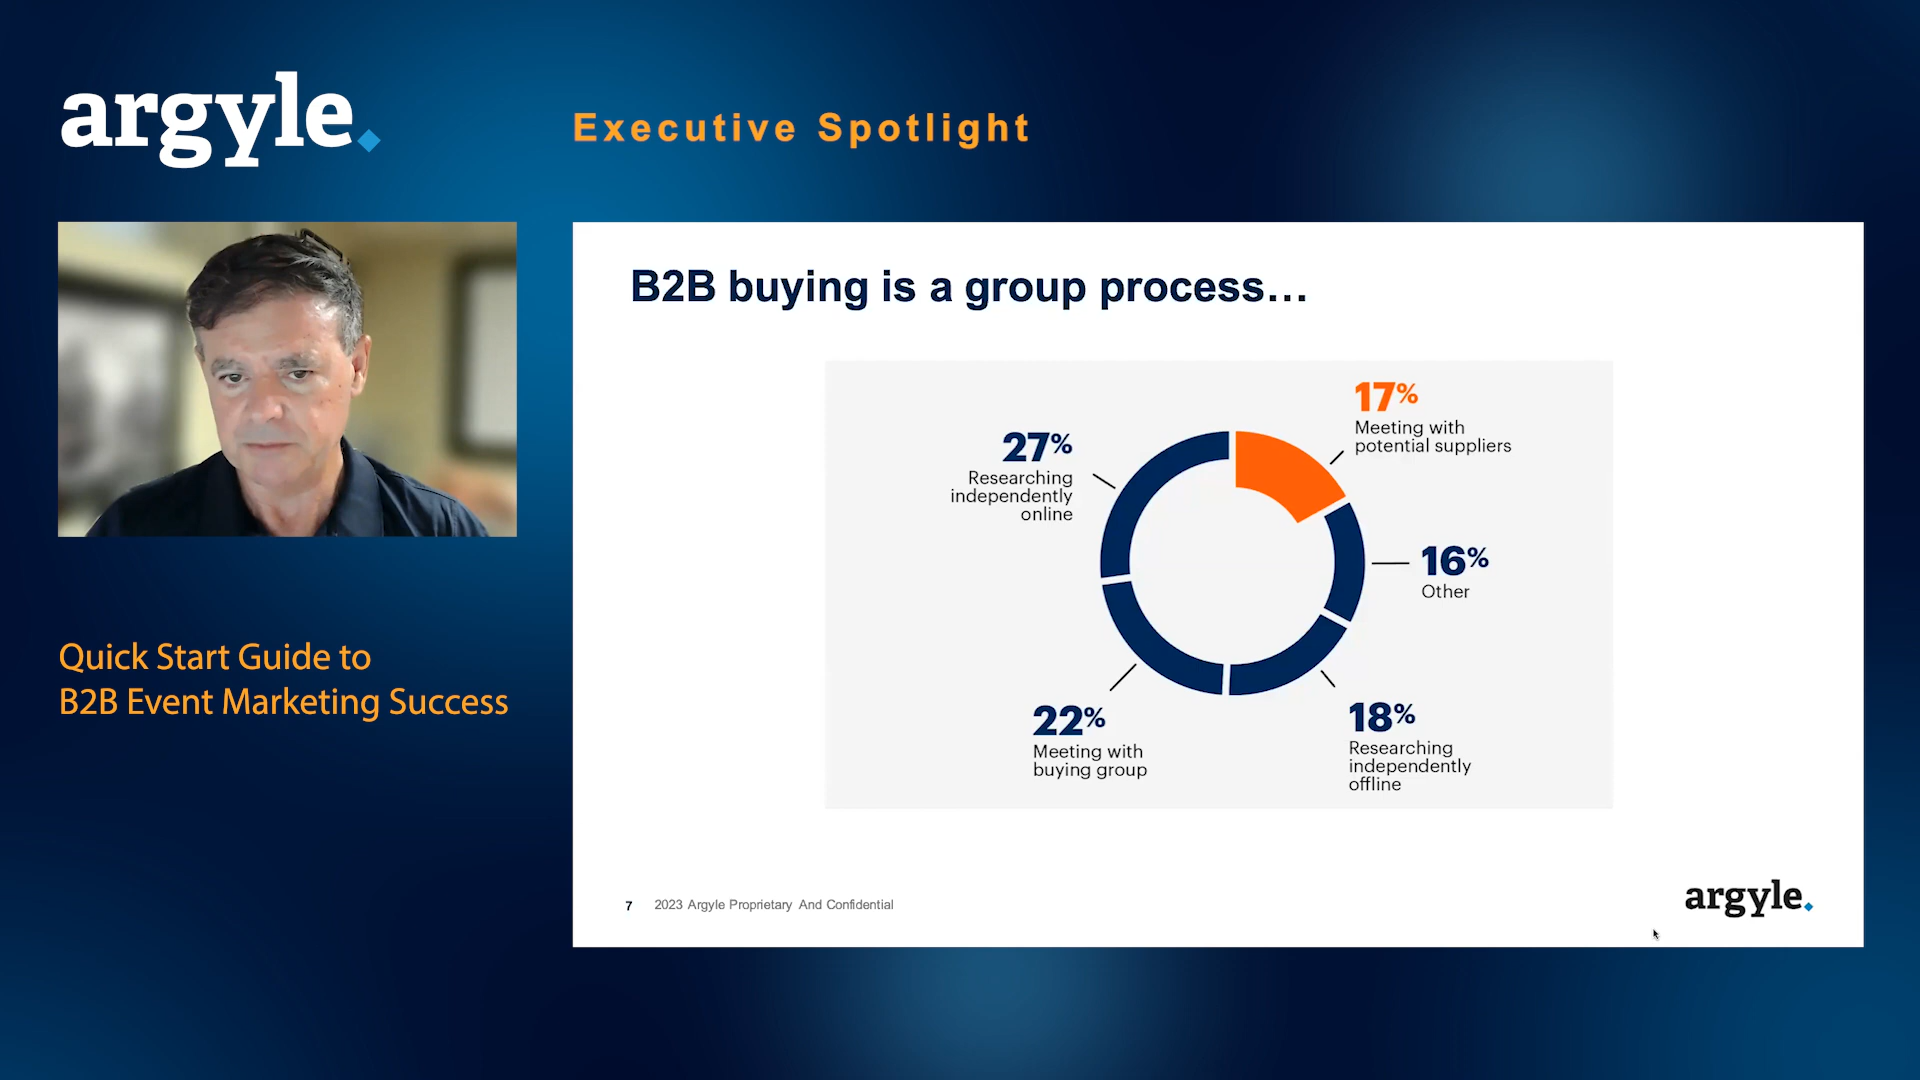 argyle.
Executive Spotlight
B2B buying is a group process…
17%
Meeting with
potential suppliers
27%
Researching
independently
online
16%
Other
22%
Meeting with
buying group
18%
Researching
independently
offline
7 2023 Argyle Proprietary And Confidential
argyle.
Quick Start Guide to
B2B Event Marketing Success